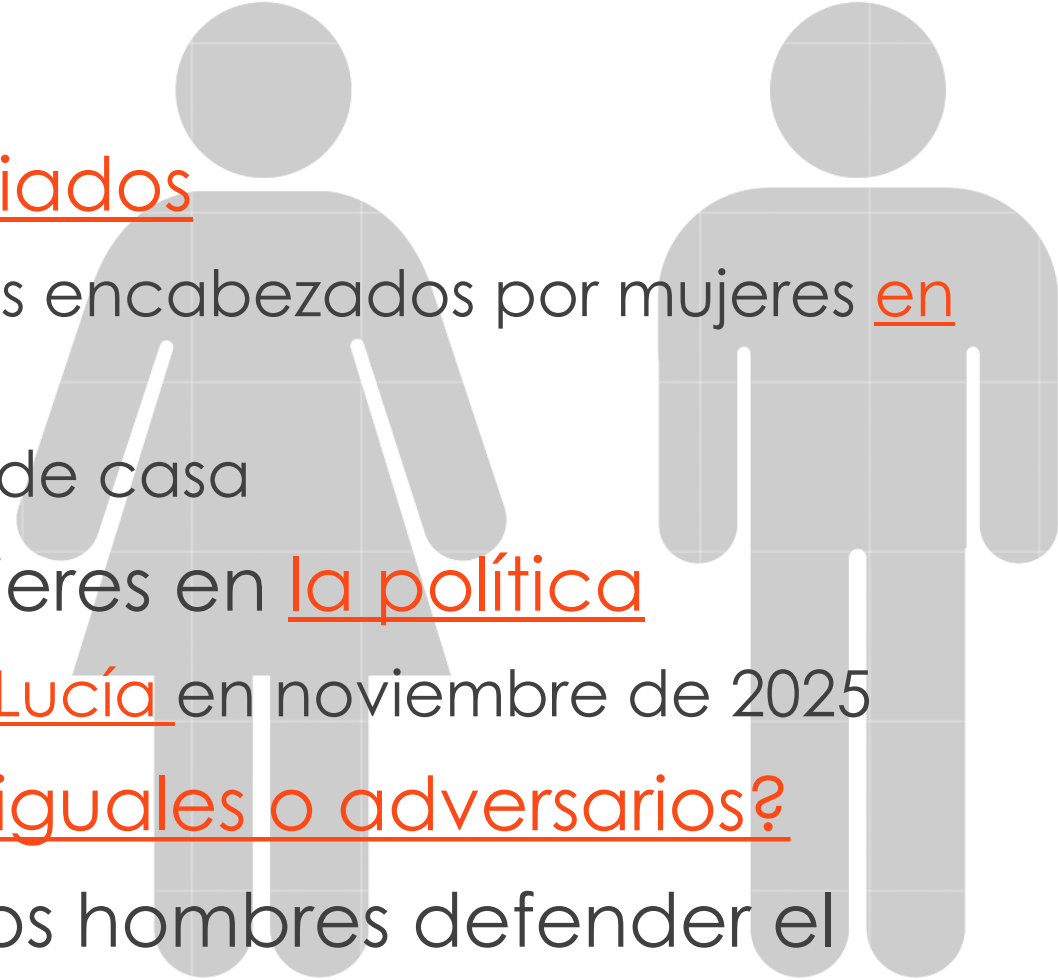 iados
s encabezados por mujeres en
de casa
eres en la política
Lucía en noviembre de 2025
iguales o adversarios?
os hombres defender el